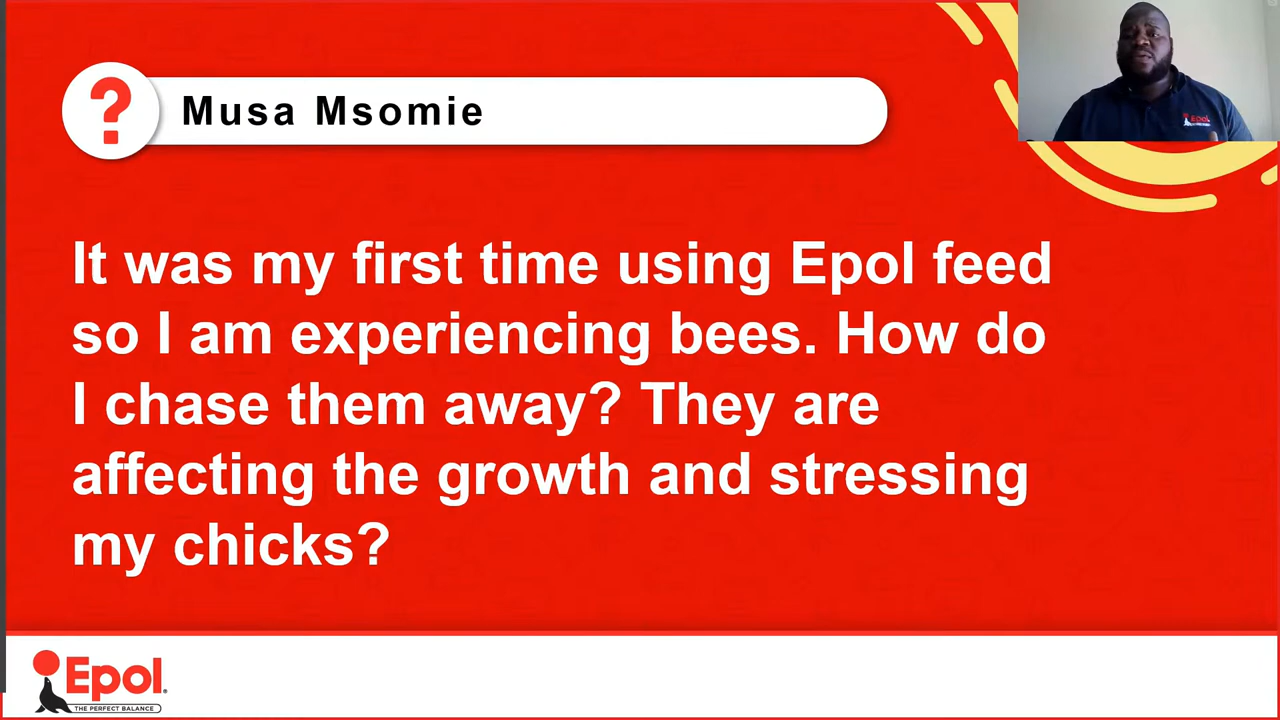 ?
Musa Msomie
Epol
It was my first time using Epol feed
so I am experiencing bees. How do
I chase them away? They are
affecting the growth and stressing
my chicks?
Epol
THE PERFECT BALANCE